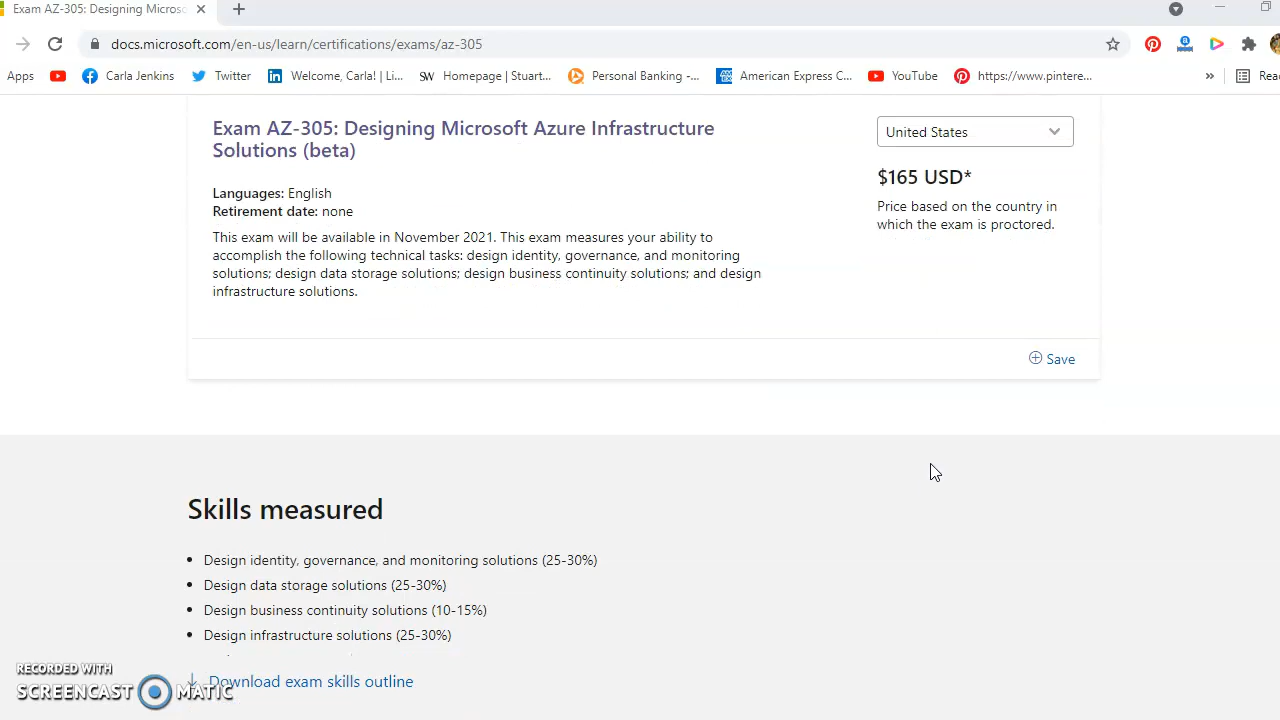 Exam AZ-305: Designing Microso
docs.microsoft.com/en-us/learn/certifications/exams/az-305
Apps Carla Jenkins Twitter Welcome, Carla! | Li... SW Homepage | Stuart... Personal Banking -... AM EX American Express C... YouTube https://www.pintere... » Rea
Exam AZ-305: Designing Microsoft Azure Infrastructure
Solutions (beta)
United States
$165 USD*
Price based on the country in
which the exam is proctored.
Languages: English
Retirement date: none
This exam will be available in November 2021. This exam measures your ability to
accomplish the following technical tasks: design identity, governance, and monitoring
solutions; design data storage solutions; design business continuity solutions; and design
infrastructure solutions.
Save
Skills measured
• Design identity, governance, and monitoring solutions (25-30%)
• Design data storage solutions (25-30%)
• Design business continuity solutions (10-15%)
• Design infrastructure solutions (25-30%)
Download exam skills outline
RECORDED WITH
SCREENCAST MATIC